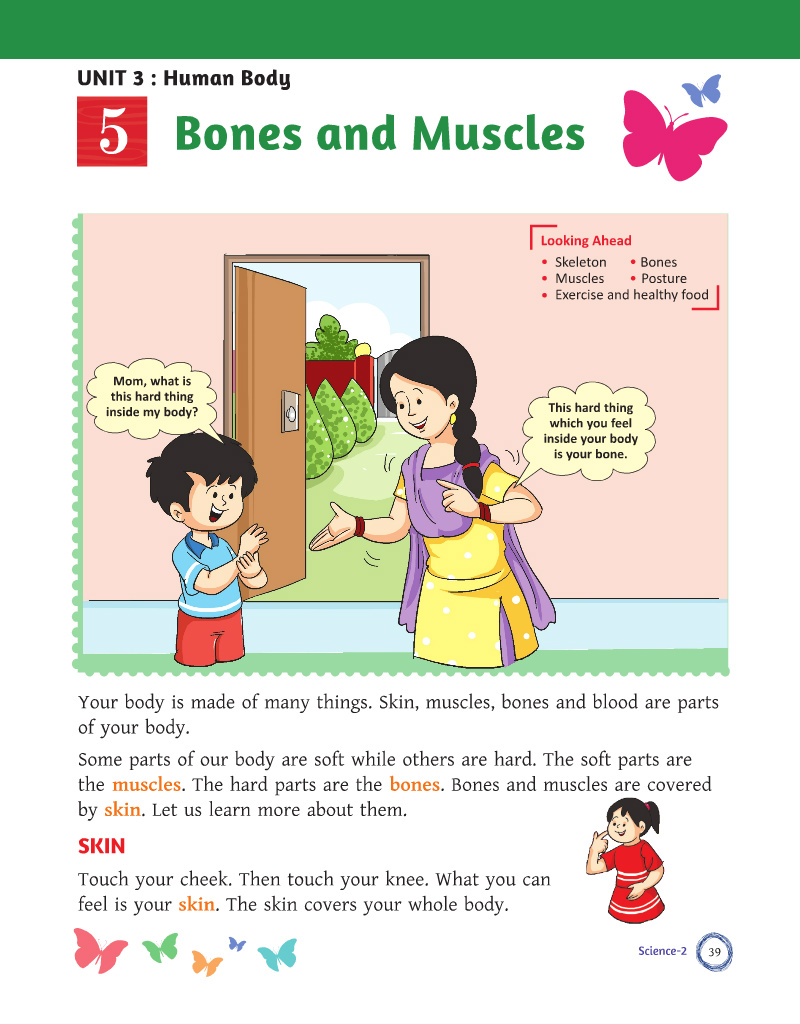 UNIT 3 : Human Body
5
Bones and Muscles
Looking Ahead
• Skeleton • Bones
• Muscles • Posture
• Exercise and healthy food
Mom, what is
this hard thing
inside my body?
This hard thing
which you feel
inside your body
is your bone.
Your body is made of many things. Skin, muscles, bones and blood are parts
of your body.
Some parts of our body are soft while others are hard. The soft parts are
the muscles. The hard parts are the bones. Bones and muscles are covered
by skin. Let us learn more about them.
SKIN
Touch your cheek. Then touch your knee. What you can
feel is your skin. The skin covers your whole body.
Science-2 39